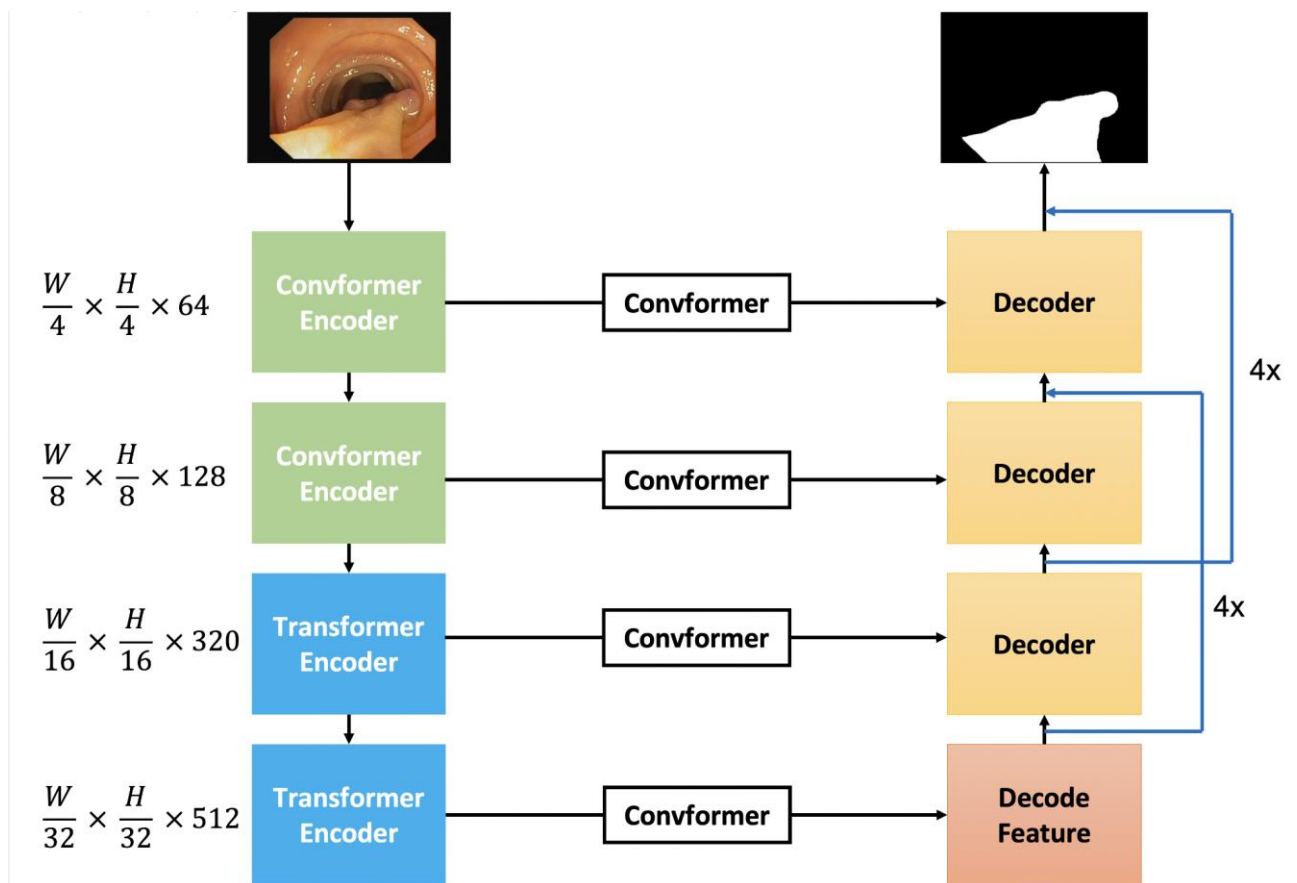 W/4 × H/4 × 64
Convformer
Encoder
Convformer
Decoder
4x
W/8 × H/8 × 128
Convformer
Encoder
Convformer
Decoder
4x
W/16 × H/16 × 320
Transformer
Encoder
Convformer
Decoder
W/32 × H/32 × 512
Transformer
Encoder
Convformer
Decode
Feature